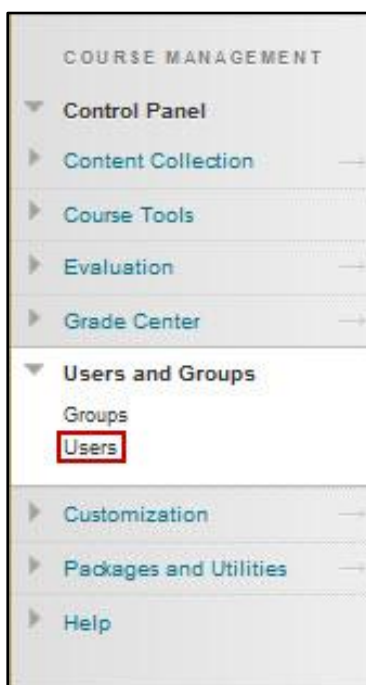 COURSE MANAGEMENT
Control Panel
Content Collection
Course Tools
Evaluation
Grade Center
Users and Groups
Groups
Users
Customization
Packages and Utilities
Help